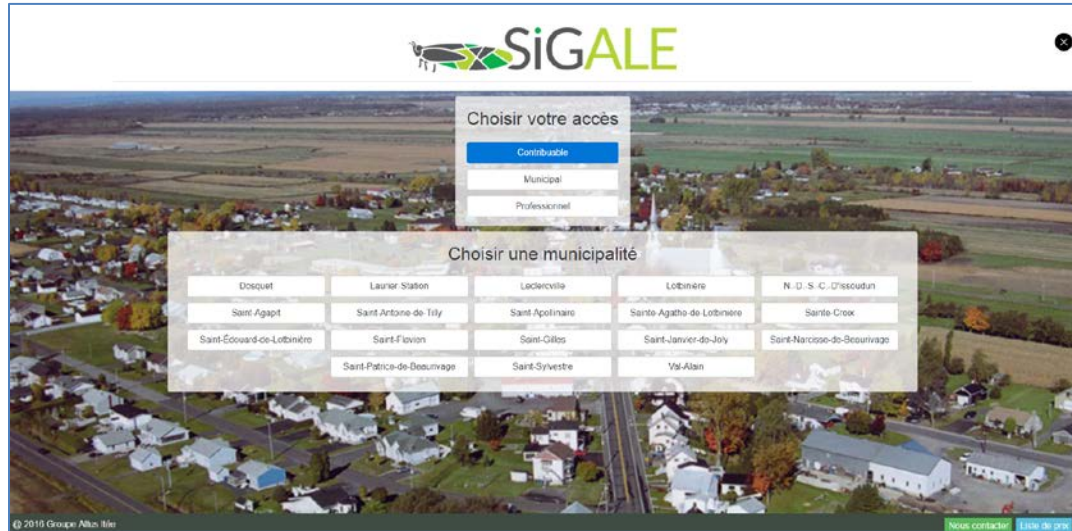 SiGALE
Choisir votre accès
Contribuable
Municipal
Professionnel
Choisir une municipalité
Dosquet
Laurier-Station
Leclercville
Lotbinière
N.-D.-S.-C.-D'Issoudun
Saint-Agapit
Saint-Antoine-de-Tilly
Saint-Apollinaire
Sainte-Agathe-de-Lotbinière
Sainte-Croix
Saint-Édouard-de-Lotbinière
Saint-Flavien
Saint-Gilles
Saint-Janvier-de-Joly
Saint-Narcisse-de-Beaurivage
Saint-Patrice-de-Beaurivage
Saint-Sylvestre
Val-Alain
@ 2016 Groupe Altus ltée
Nous contacter
Liste de prix